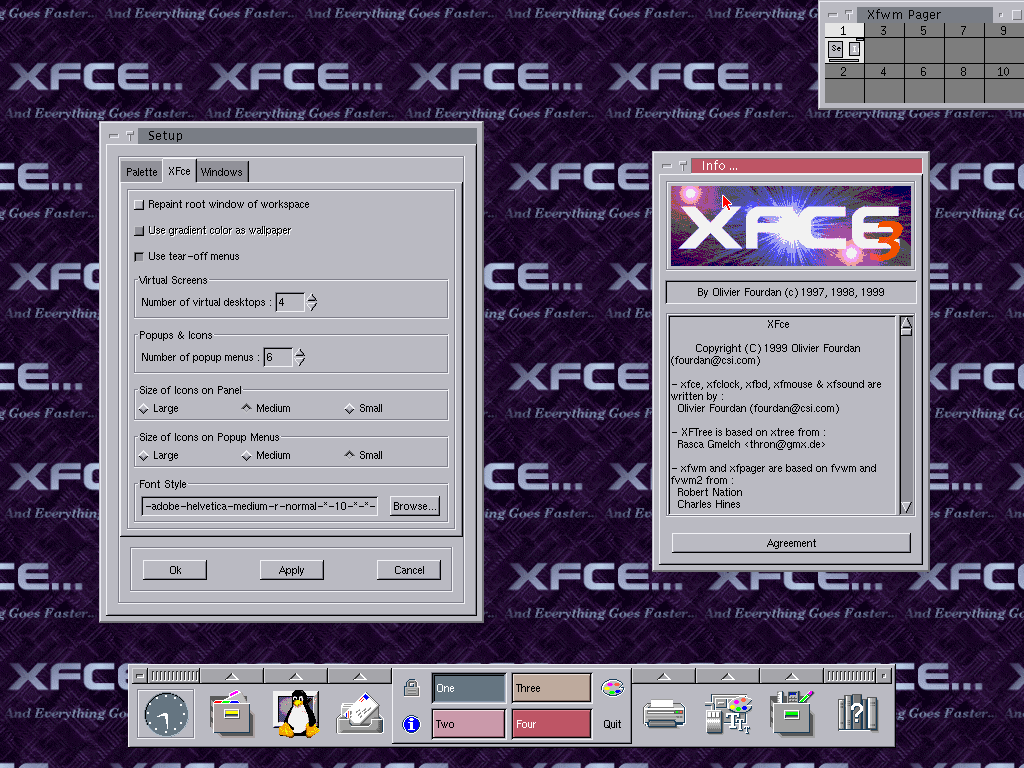 And Everything Goes Faster...
XFCE...
Xfwm Pager
1 3 5 7 9
Se
2 4 6 8 10
Setup
Palette XFce Windows
Repaint root window of workspace
Use gradient color as wallpaper
Use tear-off menus
Virtual Screens
Number of virtual desktops : 4
Popups & Icons
Number of popup menus : 6
Size of Icons on Panel
Large Medium Small
Size of Icons on Popup Menus
Large Medium Small
Font Style
-adobe-helvetica-medium-r-normal-*-10-*-*-
Browse...
Ok Apply Cancel
Info ...
XFCE 3
By Olivier Fourdan (c) 1997, 1998, 1999
XFce
Copyright (C) 1999 Olivier Fourdan
(fourdan@csi.com)
- xfce, xfclock, xfbd, xfmouse & xfsound are
written by :
Olivier Fourdan (fourdan@csi.com)
- XFTree is based on xtree from :
Rasca Gmelch <thron@gmx.de>
- xfwm and xfpager are based on fvwm and
fvwm2 from :
Robert Nation
Charles Hines
Agreement
One Three
Two Four
Quit